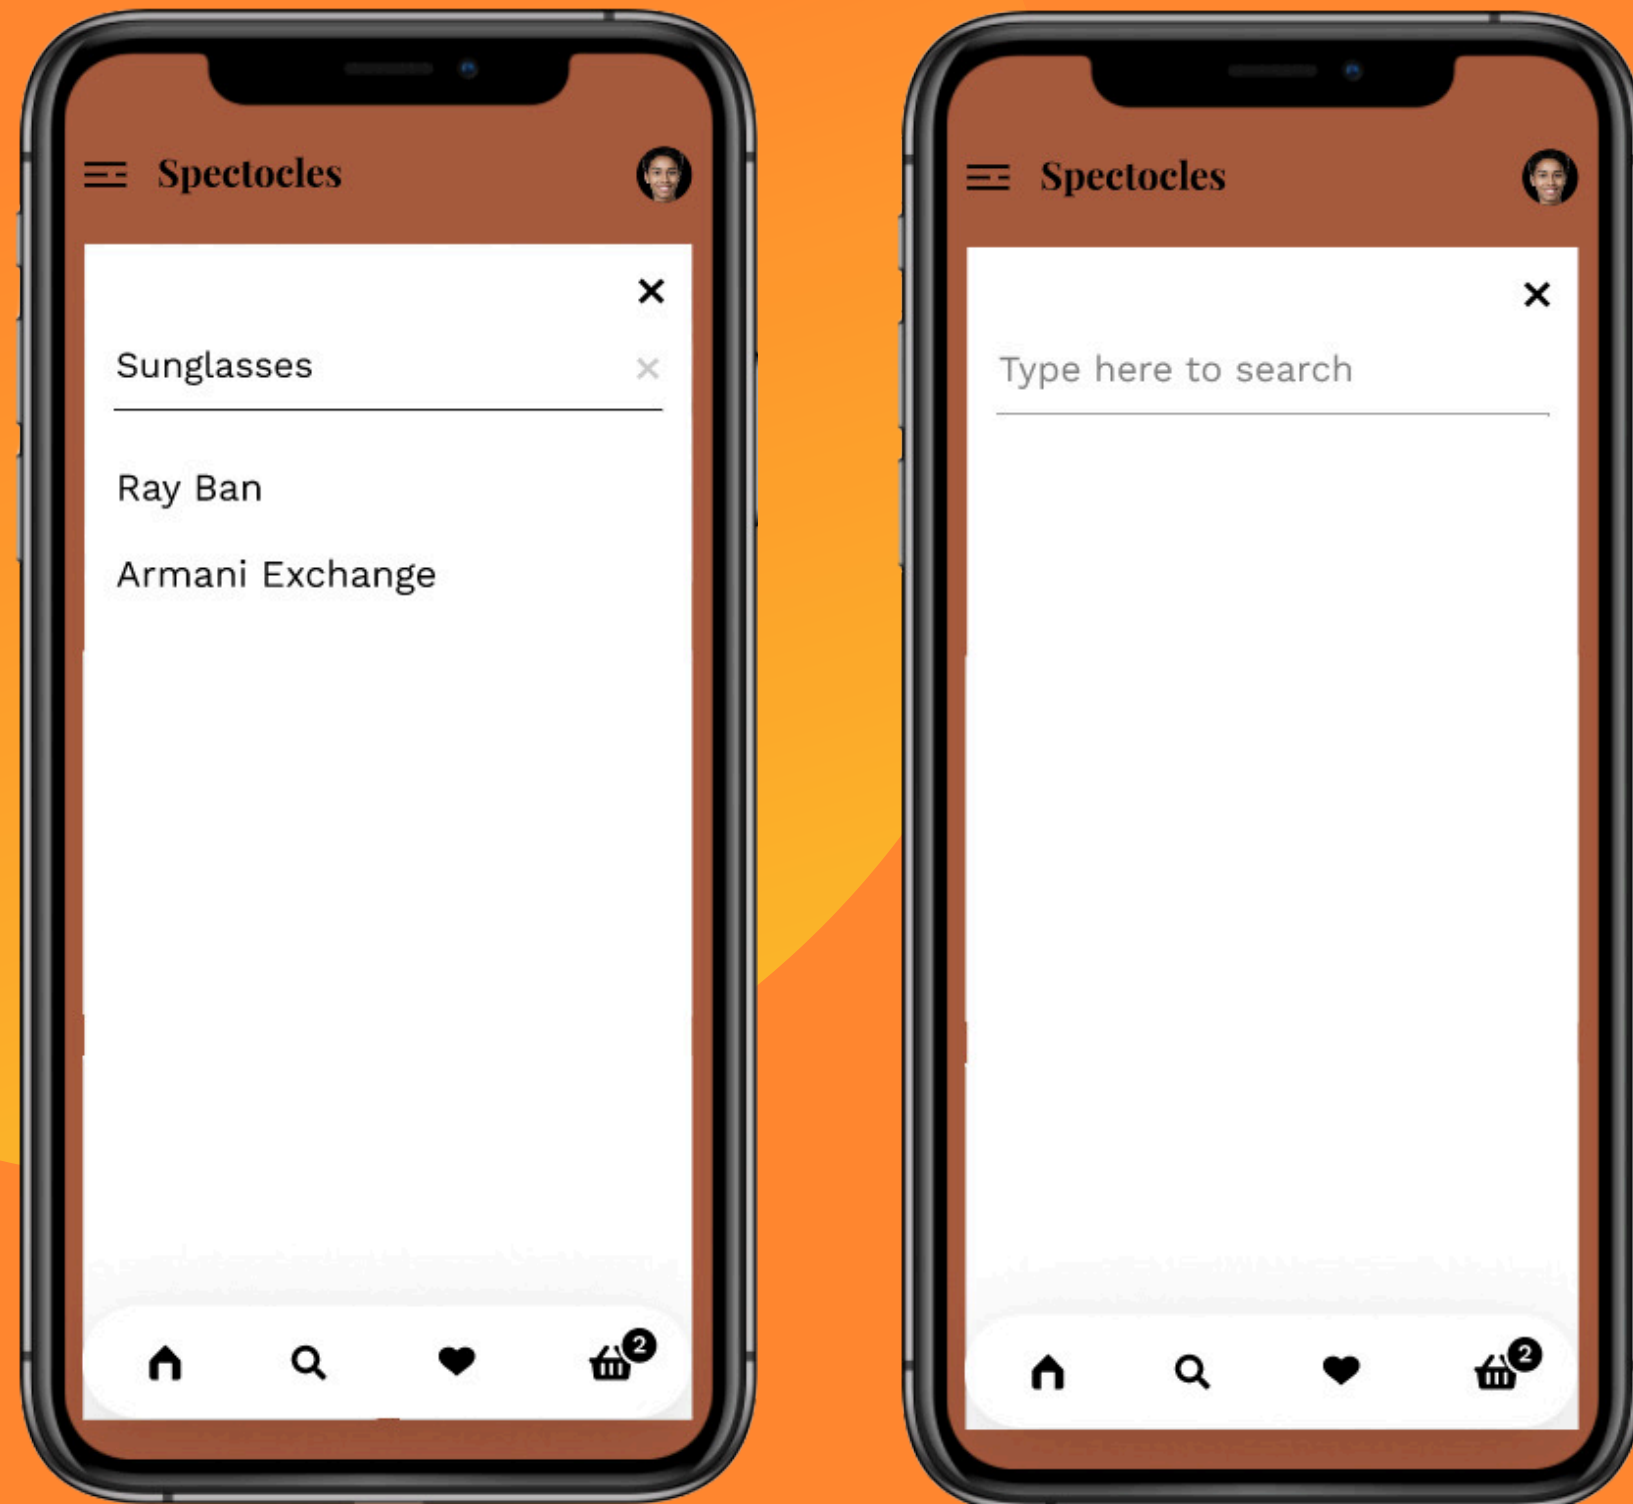 Spectocles
Sunglasses
Ray Ban
Armani Exchange
2
Spectocles
Type here to search
2